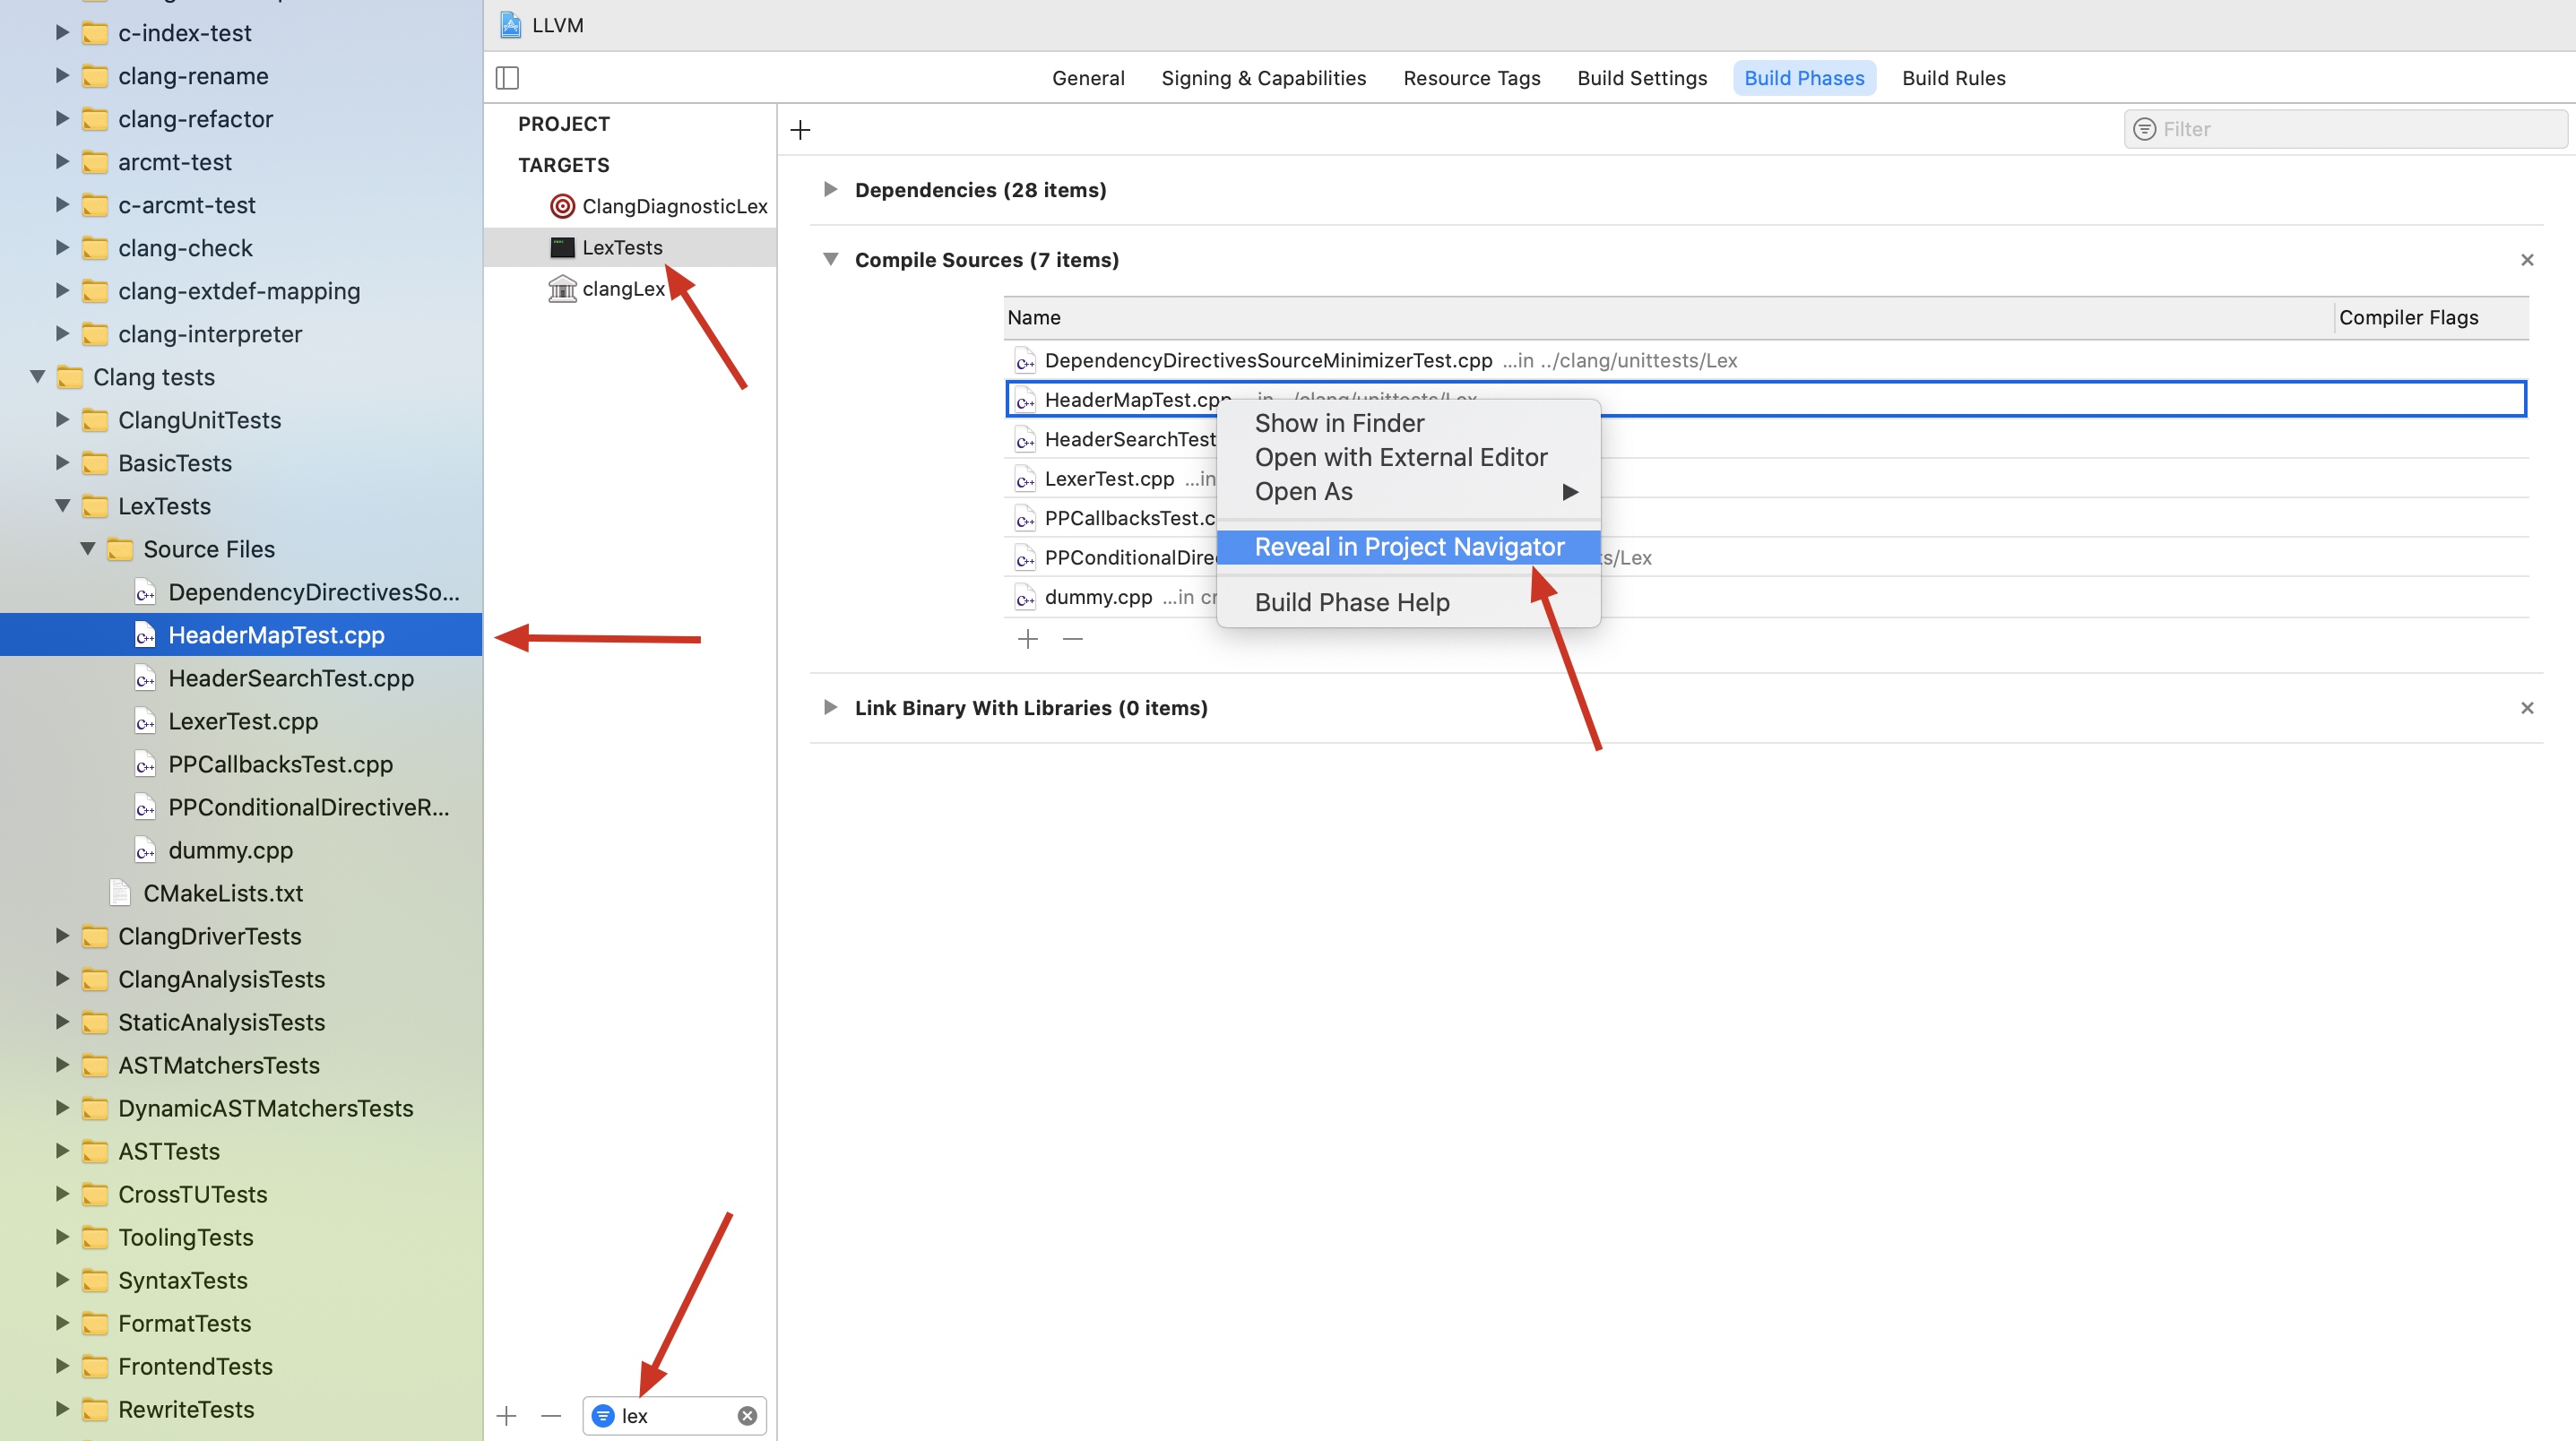 c-index-test
clang-rename
clang-refactor
arcmt-test
c-arcmt-test
clang-check
clang-extdef-mapping
clang-interpreter
Clang tests
ClangUnitTests
BasicTests
LexTests
Source Files
DependencyDirectivesSo...
HeaderMapTest.cpp
HeaderSearchTest.cpp
LexerTest.cpp
PPCallbacksTest.cpp
PPConditionalDirectiveR...
dummy.cpp
CMakeLists.txt
ClangDriverTests
ClangAnalysisTests
StaticAnalysisTests
ASTMatchersTests
DynamicASTMatchersTests
ASTTests
CrossTUTests
ToolingTests
SyntaxTests
FormatTests
FrontendTests
RewriteTests
LLVM
General Signing & Capabilities Resource Tags Build Settings Build Phases Build Rules
PROJECT
TARGETS
ClangDiagnosticLex
LexTests
clangLex
lex
Filter
Dependencies (28 items)
Compile Sources (7 items)
Name Compiler Flags
DependencyDirectivesSourceMinimizerTest.cpp ...in ../clang/unittests/Lex
HeaderMapTest.cpp ...in ../clang/unittests/Lex
HeaderSearchTest
LexerTest.cpp ...in
PPCallbacksTest.c
PPConditionalDire s/Lex
dummy.cpp ...in cr
Show in Finder
Open with External Editor
Open As
Reveal in Project Navigator
Build Phase Help
Link Binary With Libraries (0 items)